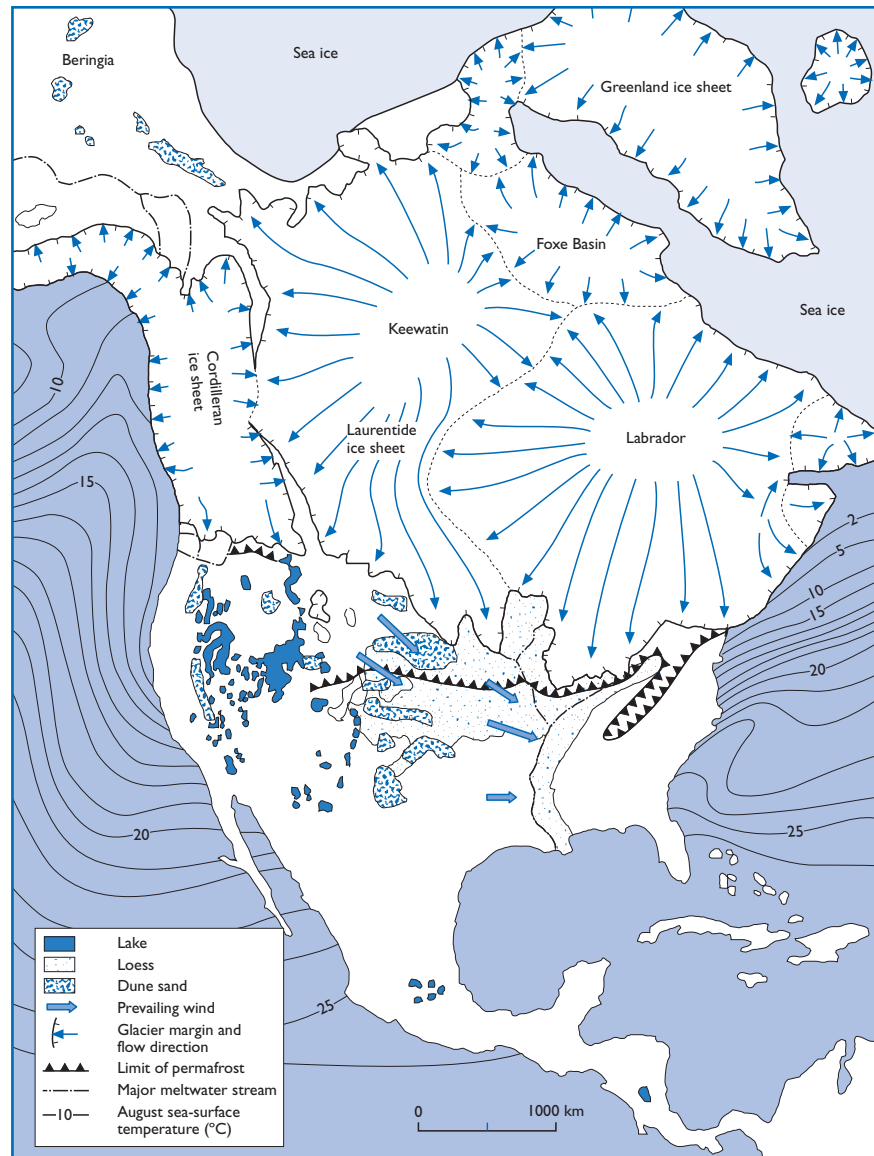 Beringia
Sea ice
Greenland ice sheet
Foxe Basin
Keewatin
Sea ice
Cordilleran
ice sheet
10
Laurentide
ice sheet
Labrador
15
2
5
10
15
20
20
25
25
Lake
Loess
Dune sand
Prevailing wind
Glacier margin and
flow direction
Limit of permafrost
Major meltwater stream
10
August sea-surface
temperature (ºC)
0
1000 km